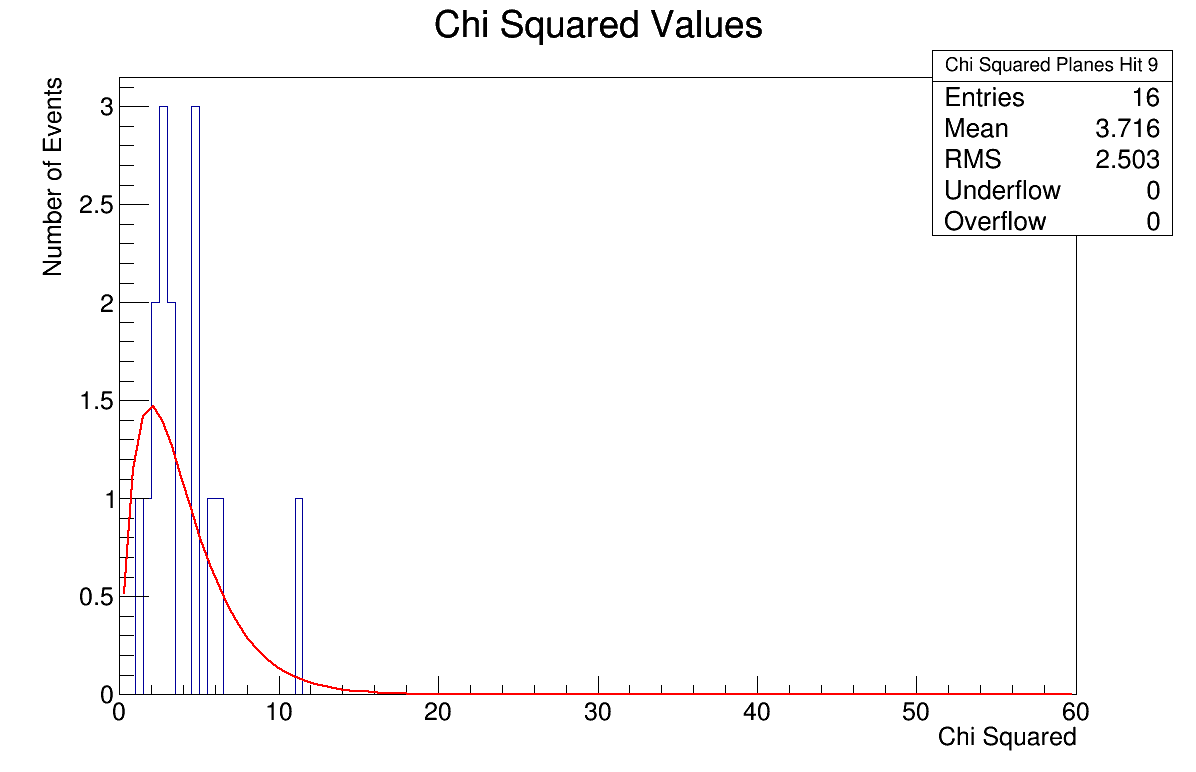 Chi Squared Values
Chi Squared Planes Hit 9
Entries 16
Mean 3.716
RMS 2.503
Underflow 0
Overflow 0
Number of Events
3
2.5
2
1.5
1
0.5
0
0 10 20 30 40 50 60
Chi Squared